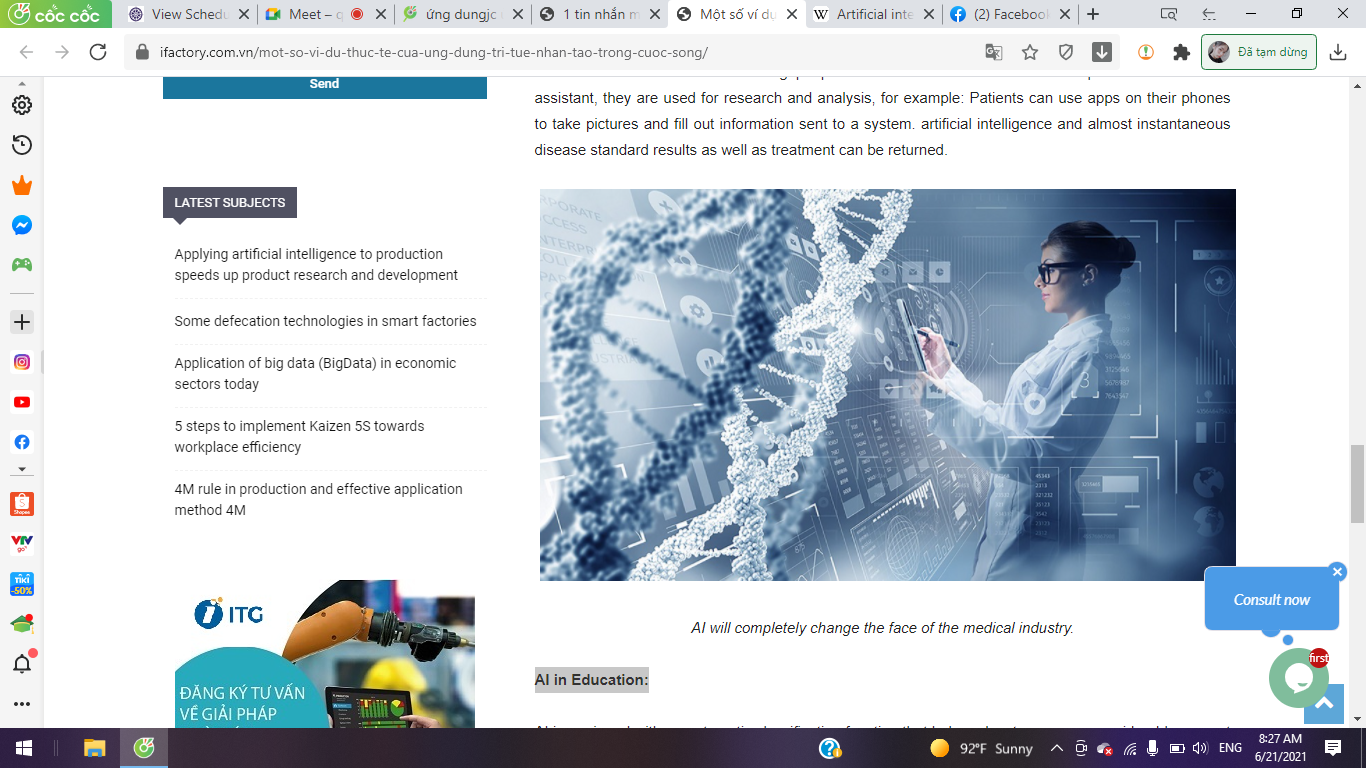 cốc cốc
View Schedu
Meet – q
ứng dungjc
1 tin nhắn m
Một số ví dụ
Artificial inte
(2) Facebook
ifactory.com.vn/mot-so-vi-du-thuc-te-cua-ung-dung-tri-tue-nhan-tao-trong-cuoc-song/
Đã tạm dừng
Send
assistant, they are used for research and analysis, for example: Patients can use apps on their phones
to take pictures and fill out information sent to a system. artificial intelligence and almost instantaneous
disease standard results as well as treatment can be returned.
LATEST SUBJECTS
Applying artificial intelligence to production
speeds up product research and development
Some defecation technologies in smart factories
Application of big data (BigData) in economic
sectors today
5 steps to implement Kaizen 5S towards
workplace efficiency
4M rule in production and effective application
method 4M
ITG
ĐĂNG KÝ TƯ VẤN
VỀ GIẢI PHÁP
AI will completely change the face of the medical industry.
AI in Education:
Consult now
first
Shopee
VTV
go
TIKI
-50%
92°F Sunny
ENG
8:27 AM
6/21/2021